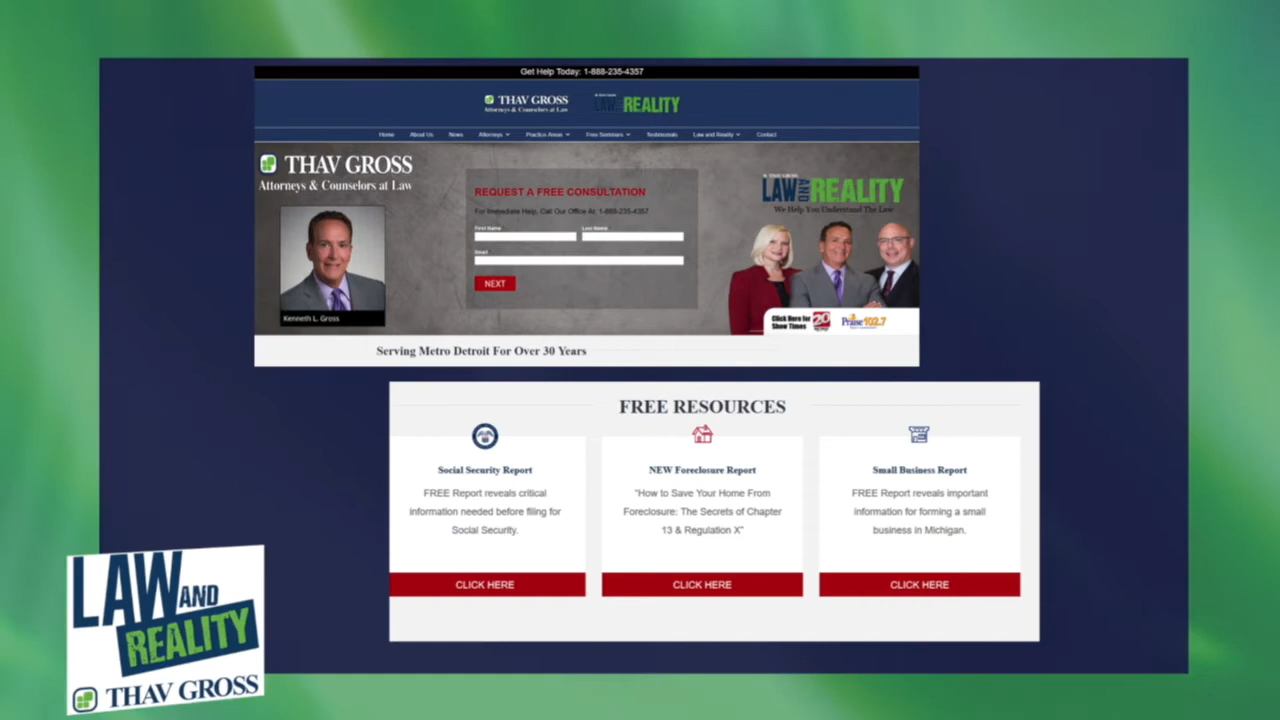 Get Help Today: 1-888-235-4357
THAV GROSS
Attorneys & Counselors at Law
LAW AND REALITY
Home About Us News Attorneys Practice Areas Free Seminars Testimonials Law and Reality Contact
THAV GROSS
Attorneys & Counselors at Law
Kenneth L. Gross
REQUEST A FREE CONSULTATION
For Immediate Help, Call Our Office At: 1-888-235-4357
First Name Last Name
Email
NEXT
THAV GROSS
LAW AND REALITY
We Help You Understand The Law
Click Here for
Show Times
20
Praise 102.7
Serving Metro Detroit For Over 30 Years
FREE RESOURCES
Social Security Report
FREE Report reveals critical
information needed before filing for
Social Security.
CLICK HERE
NEW Foreclosure Report
"How to Save Your Home From
Foreclosure: The Secrets of Chapter
13 & Regulation X"
CLICK HERE
Small Business Report
FREE Report reveals important
information for forming a small
business in Michigan.
CLICK HERE
LAW AND
REALITY
THAV GROSS